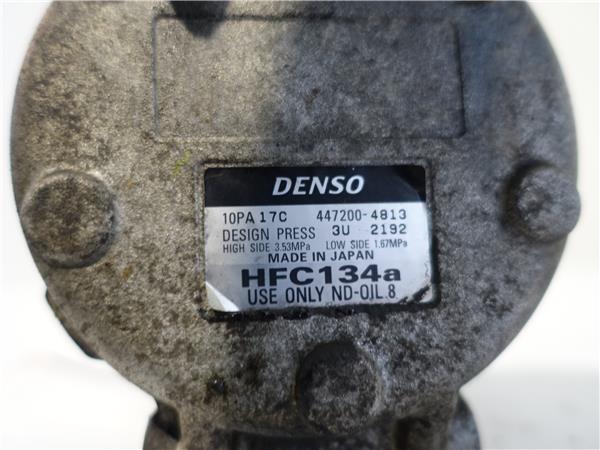 DENSO
10PA 17C 447200-4813
DESIGN PRESS 3U 2192
HIGH SIDE 3.53MPa LOW SIDE 1.67MPa
MADE IN JAPAN
HFC134a
USE ONLY ND-OIL 8